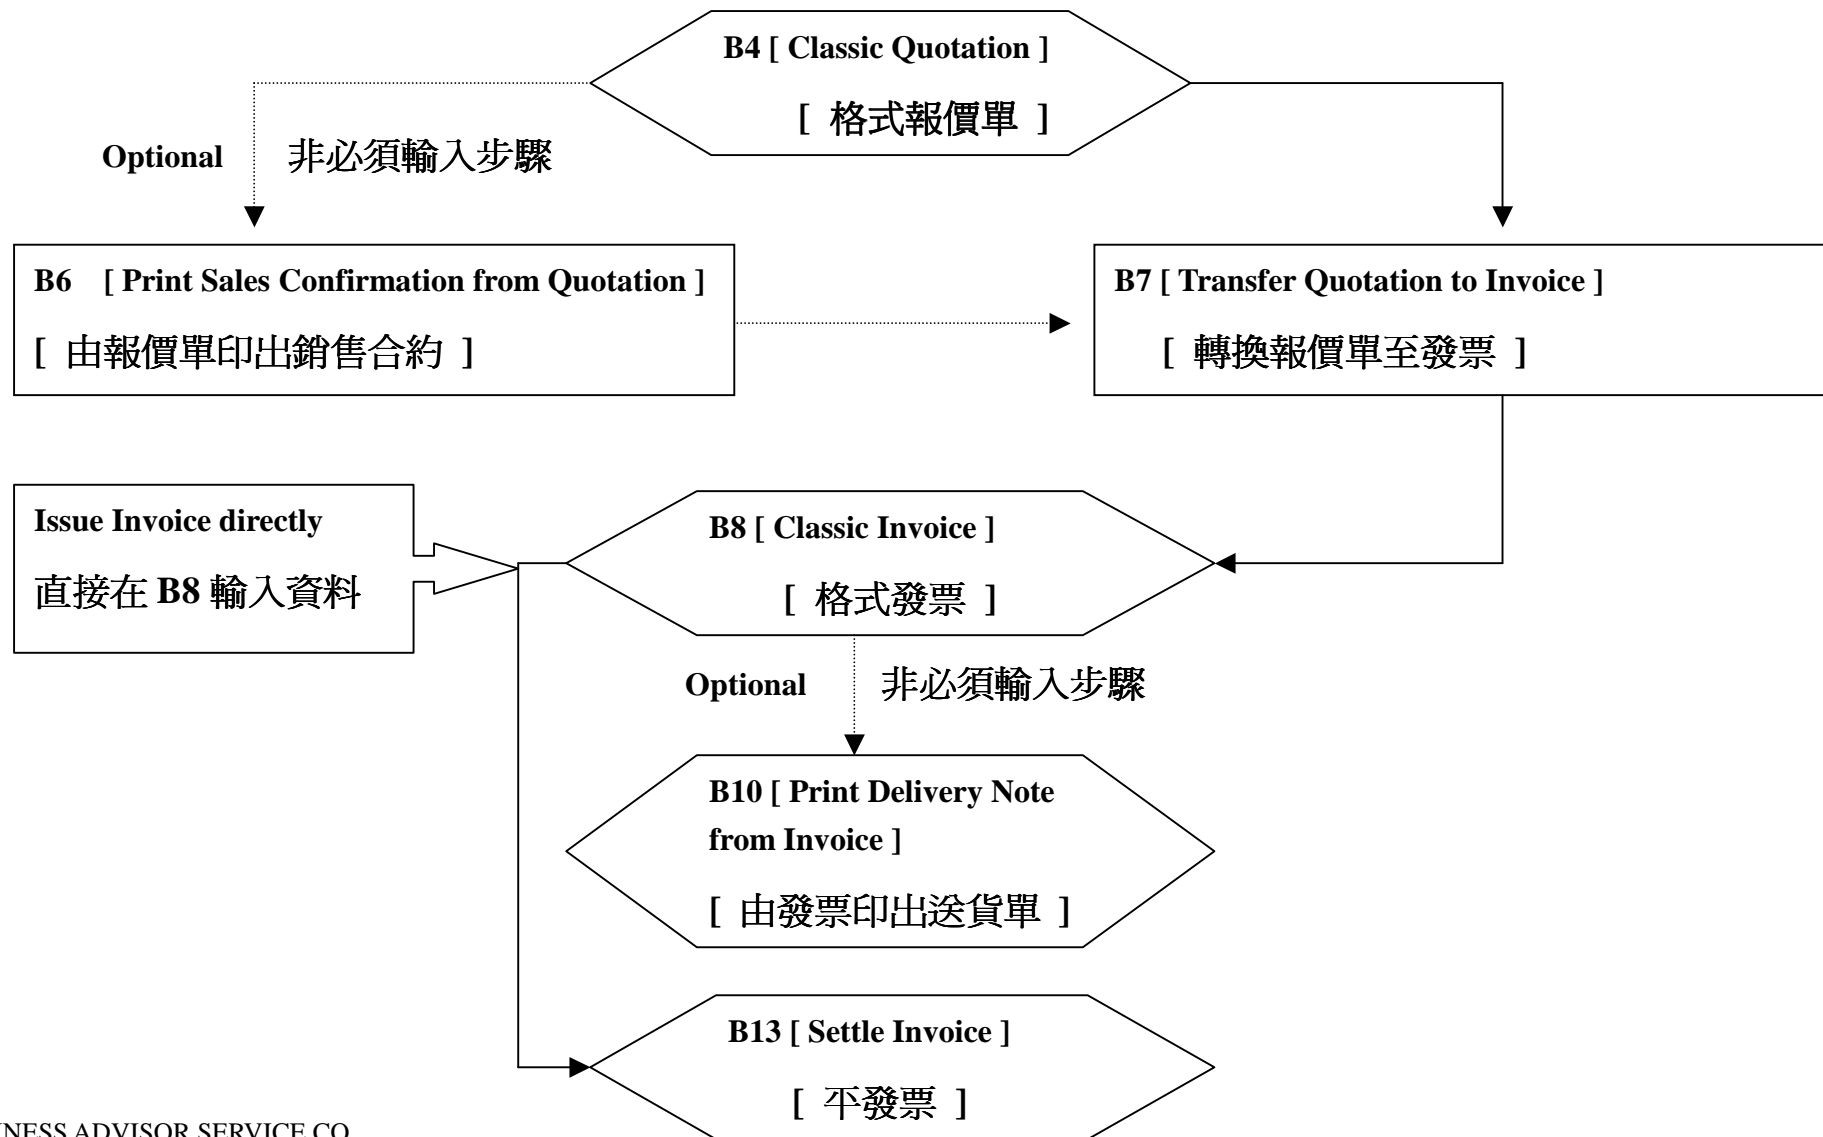 B4 [ Classic Quotation ]
[ 格式報價單 ]
Optional 非必須輸入步驟
B6 [ Print Sales Confirmation from Quotation ]
[ 由報價單印出銷售合約 ]
B7 [ Transfer Quotation to Invoice ]
[ 轉換報價單至發票 ]
Issue Invoice directly
直接在 B8 輸入資料
B8 [ Classic Invoice ]
[ 格式發票 ]
Optional 非必須輸入步驟
B10 [ Print Delivery Note
from Invoice ]
[ 由發票印出送貨單 ]
B13 [ Settle Invoice ]
[ 平發票 ]
INESS ADVISOR SERVICE CO